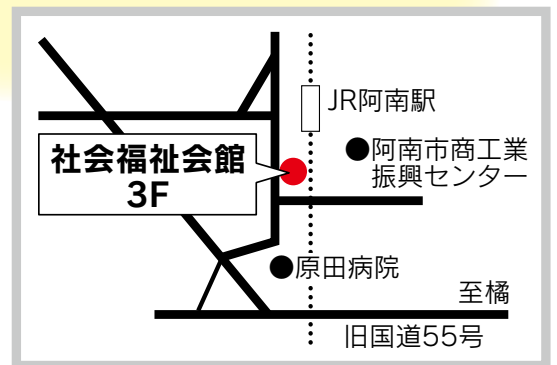 JR阿南駅
阿南市商工業
振興センター
社会福祉会館
3F
原田病院
至橘
旧国道55号